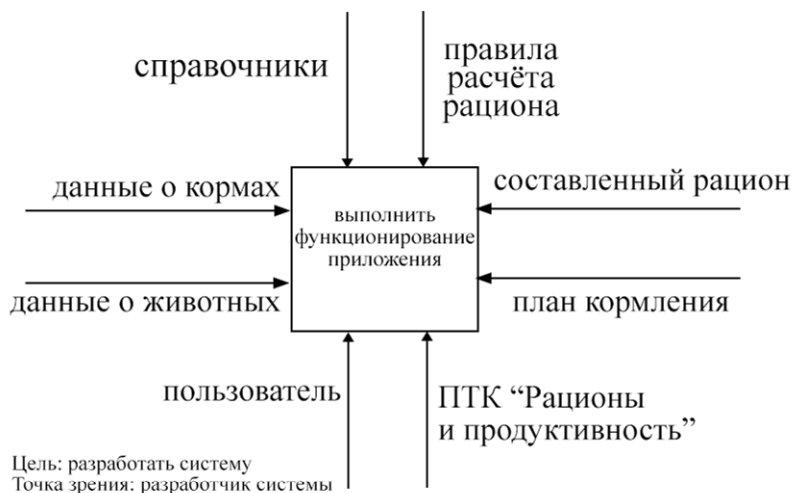 справочники
правила
расчёта
рациона
данные о кормах
составленный рацион
выполнить
функционирование
приложения
данные о животных
план кормления
пользователь
ПТК “Рационы
и продуктивность”
Цель: разработать систему
Точка зрения: разработчик системы